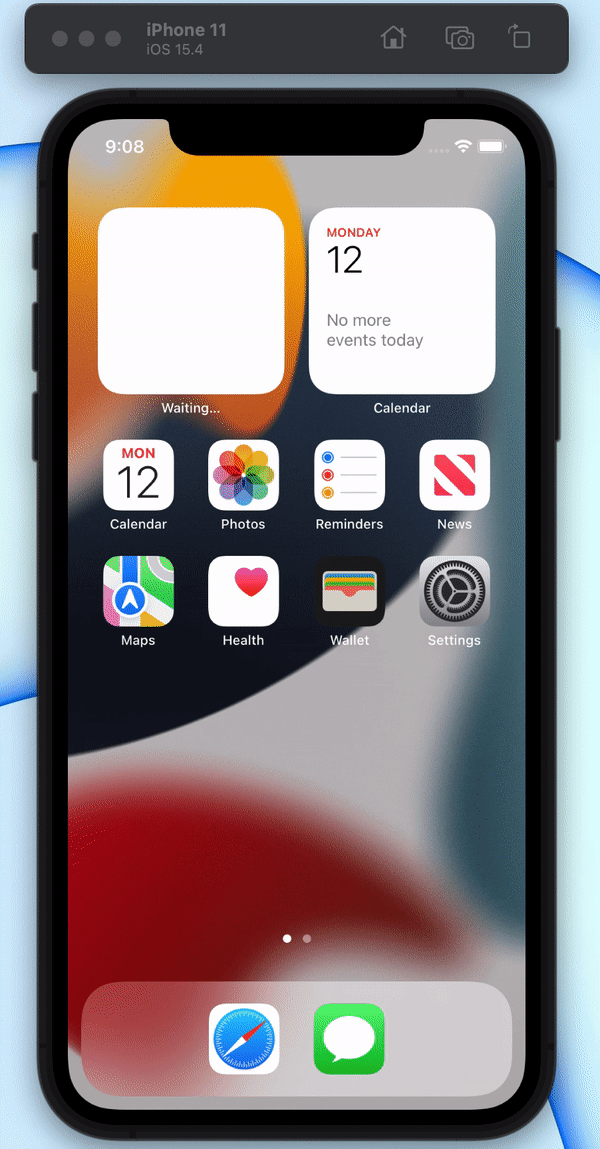 iPhone 11
iOS 15.4
9:08
MONDAY
12
No more
events today
Waiting...
Calendar
MON
12
Calendar
Photos
Reminders
News
Maps
Health
Wallet
Settings